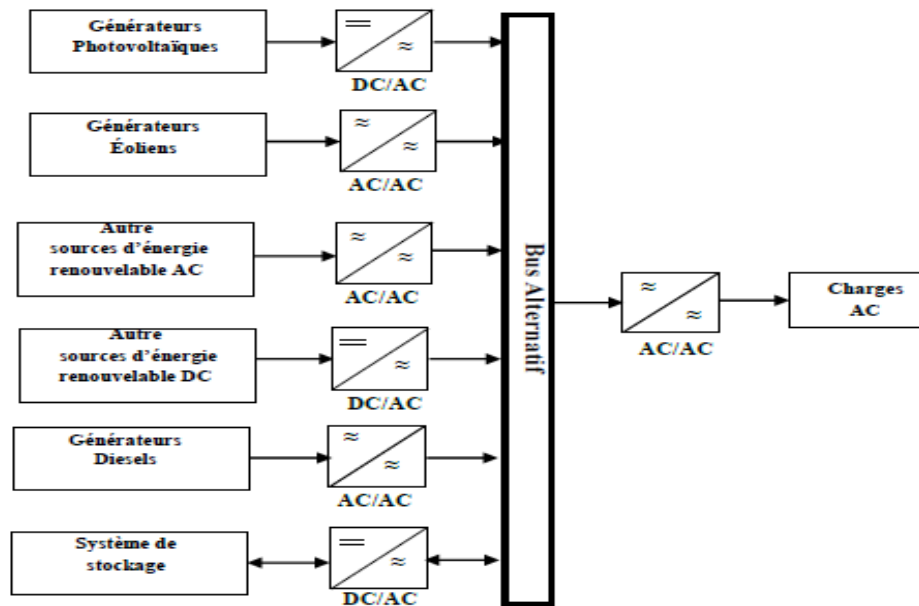 Générateurs
Photovoltaïques
DC/AC
Générateurs
Éoliens
AC/AC
Autre
sources d'énergie
renouvelable AC
AC/AC
Autre
sources d'énergie
renouvelable DC
DC/AC
Générateurs
Diesels
AC/AC
Système de
stockage
DC/AC
Bus Alternatif
AC/AC
Charges
AC